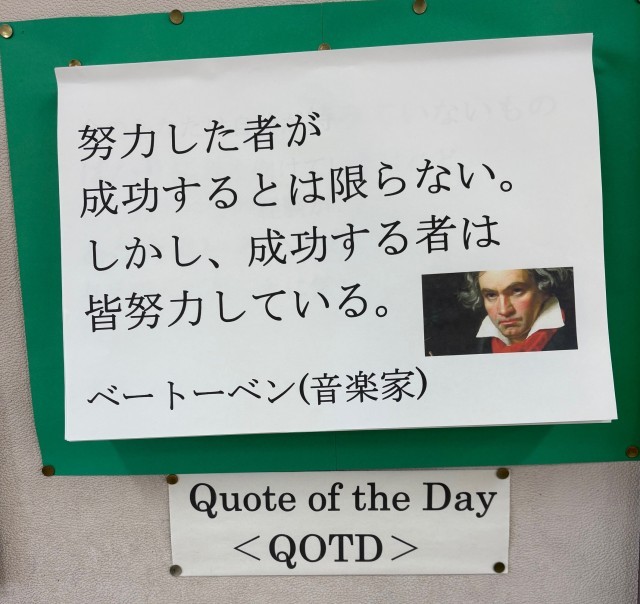 努力した者が
成功するとは限らない。
しかし、成功する者は
皆努力している。
ベートーベン(音楽家)
Quote of the Day
<QOTD>